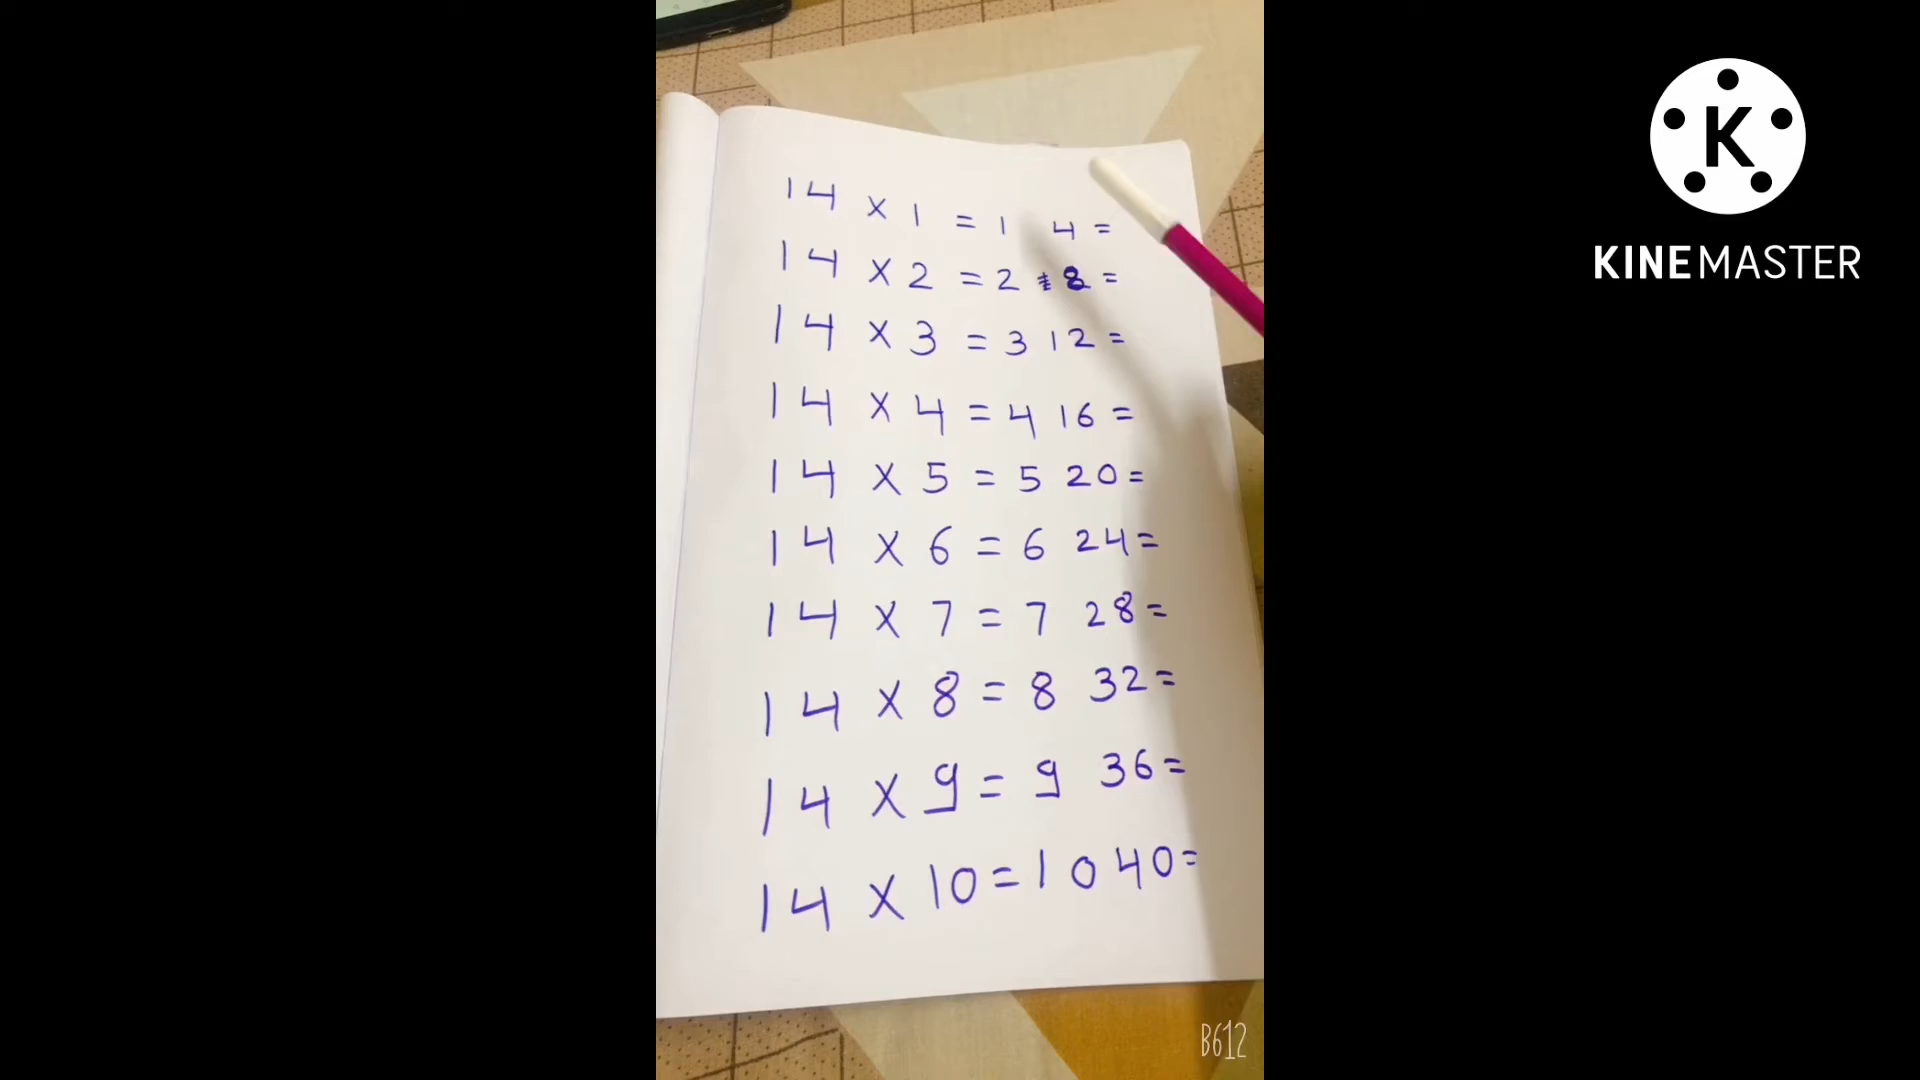 14 × 1 = 1 4 =
14 × 2 = 2 8 =
14 × 3 = 3 12 =
14 × 4 = 4 16 =
14 × 5 = 5 20 =
14 × 6 = 6 24 =
14 × 7 = 7 28 =
14 × 8 = 8 32 =
14 × 9 = 9 36 =
14 × 10 = 10 40 =
K
KINEMASTER
B612